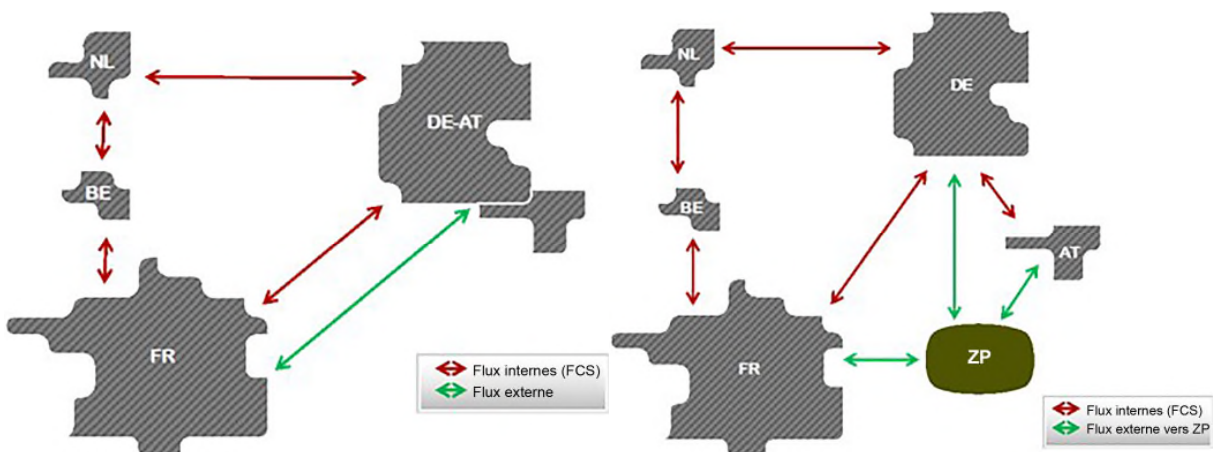 NL
DE-AT
BE
FR
Flux internes (FCS)
Flux externe
NL
DE
BE
AT
FR
ZP
Flux internes (FCS)
Flux externe vers ZP